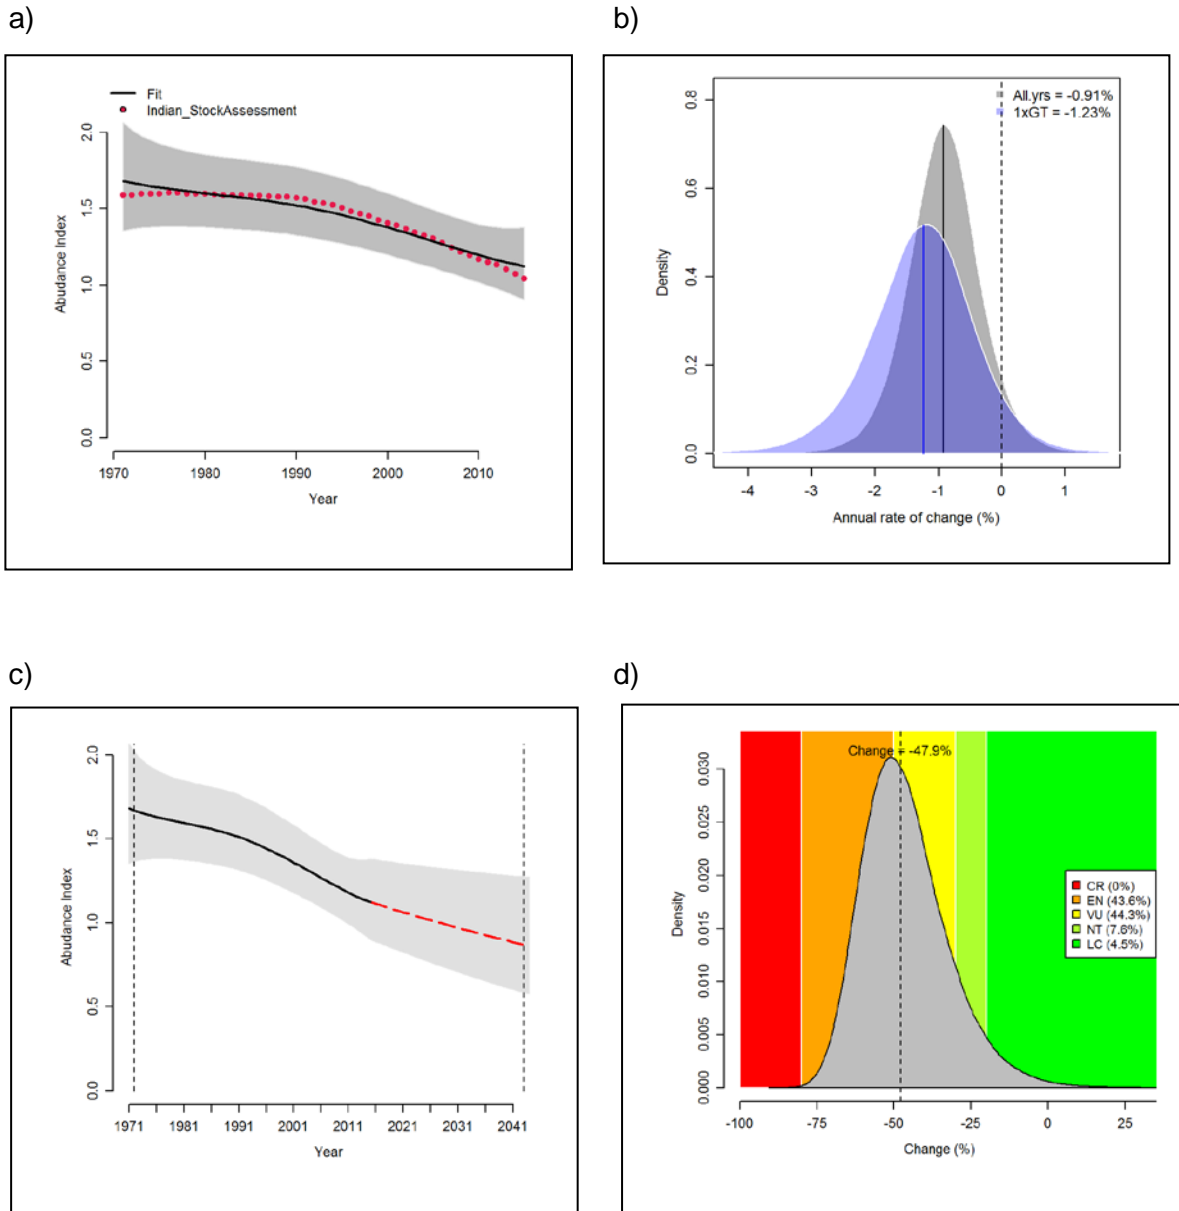 a)
b)
Fit
Indian_StockAssessment
Abudance Index
0.0
0.5
1.0
1.5
2.0
1970
1980
1990
2000
2010
Year
All.yrs = -0.91%
1xGT = -1.23%
Density
0.0
0.2
0.4
0.6
0.8
-4
-3
-2
-1
0
1
Annual rate of change (%)
c)
d)
Abudance Index
0.0
0.5
1.0
1.5
2.0
1971
1981
1991
2001
2011
2021
2031
2041
Year
Change = -47.9%
CR (0%)
EN (43.6%)
VU (44.3%)
NT (7.6%)
LC (4.5%)
Density
0.000
0.005
0.010
0.015
0.020
0.025
0.030
-100
-75
-50
-25
0
25
Change (%)